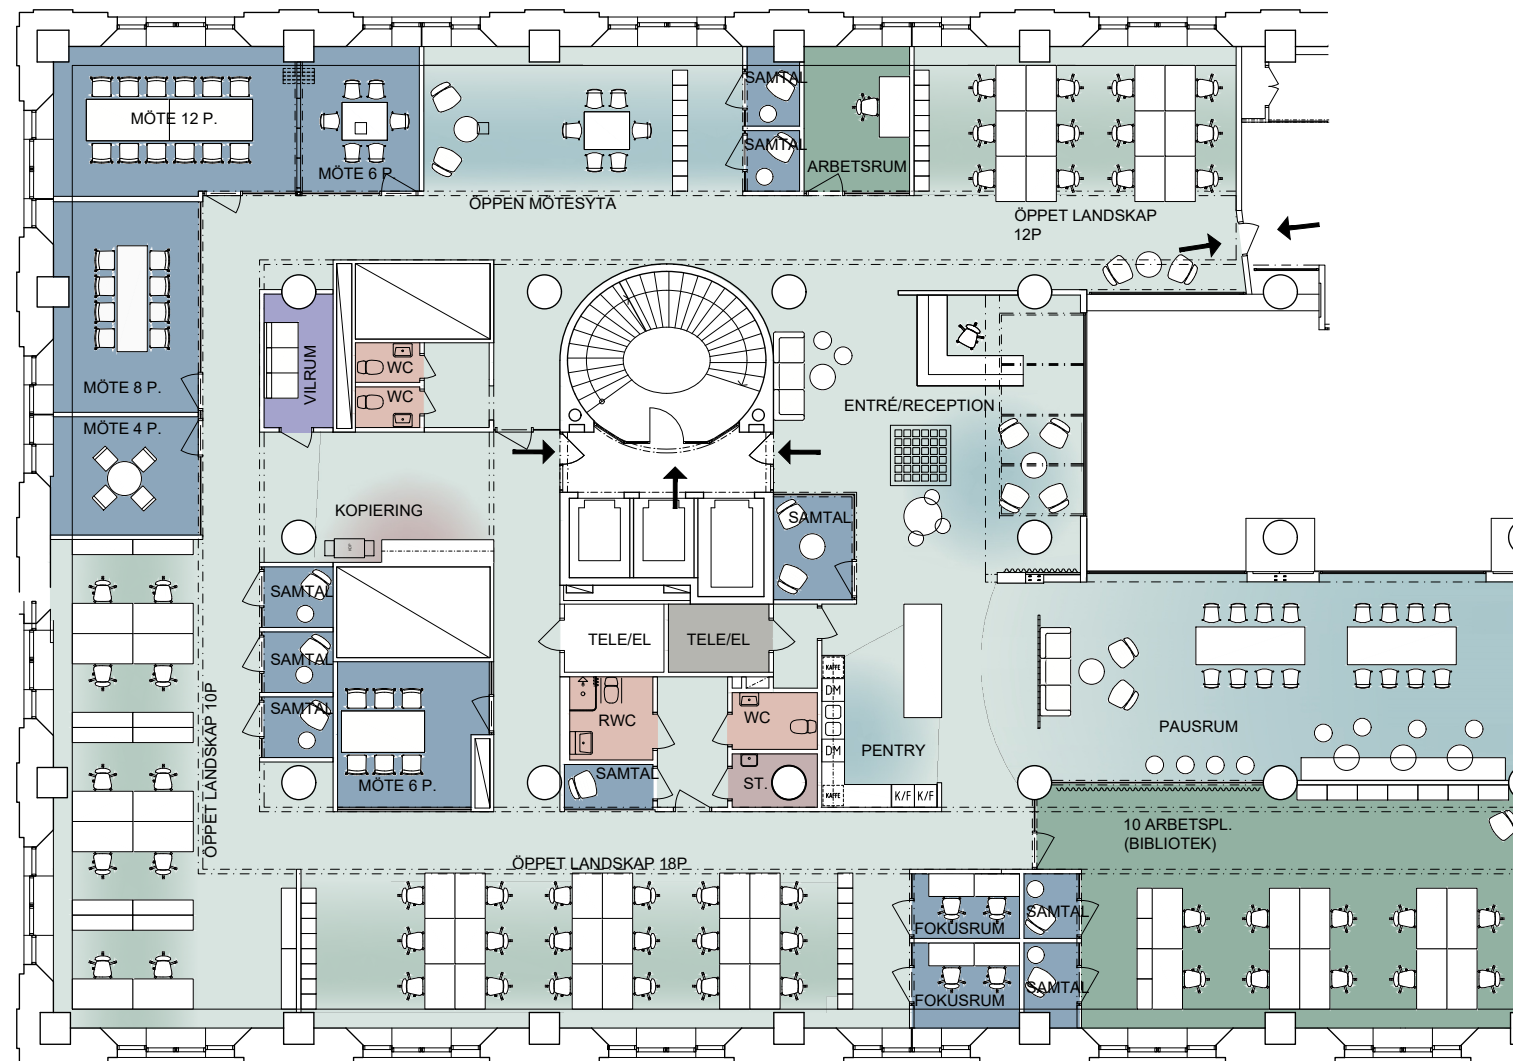 MÖTE 12 P.
MÖTE 6 P.
SAMTAL
SAMTAL
ARBETSRUM
ÖPPEN MÖTESYTA
ÖPPET LANDSKAP
12P
MÖTE 8 P.
MÖTE 4 P.
VILRUM
WC
WC
ENTRÉ/RECEPTION
KOPIERING
SAMTAL
SAMTAL
SAMTAL
SAMTAL
MÖTE 6 P.
ÖPPET LANDSKAP 10P
TELE/EL
TELE/EL
RWC
WC
SAMTAL
ST.
KAFFE
DM
DM
KAFFE
K/F
K/F
PENTRY
PAUSRUM
10 ARBETSPL.
(BIBLIOTEK)
ÖPPET LANDSKAP 18P
FOKUSRUM
SAMTAL
FOKUSRUM
SAMTAL